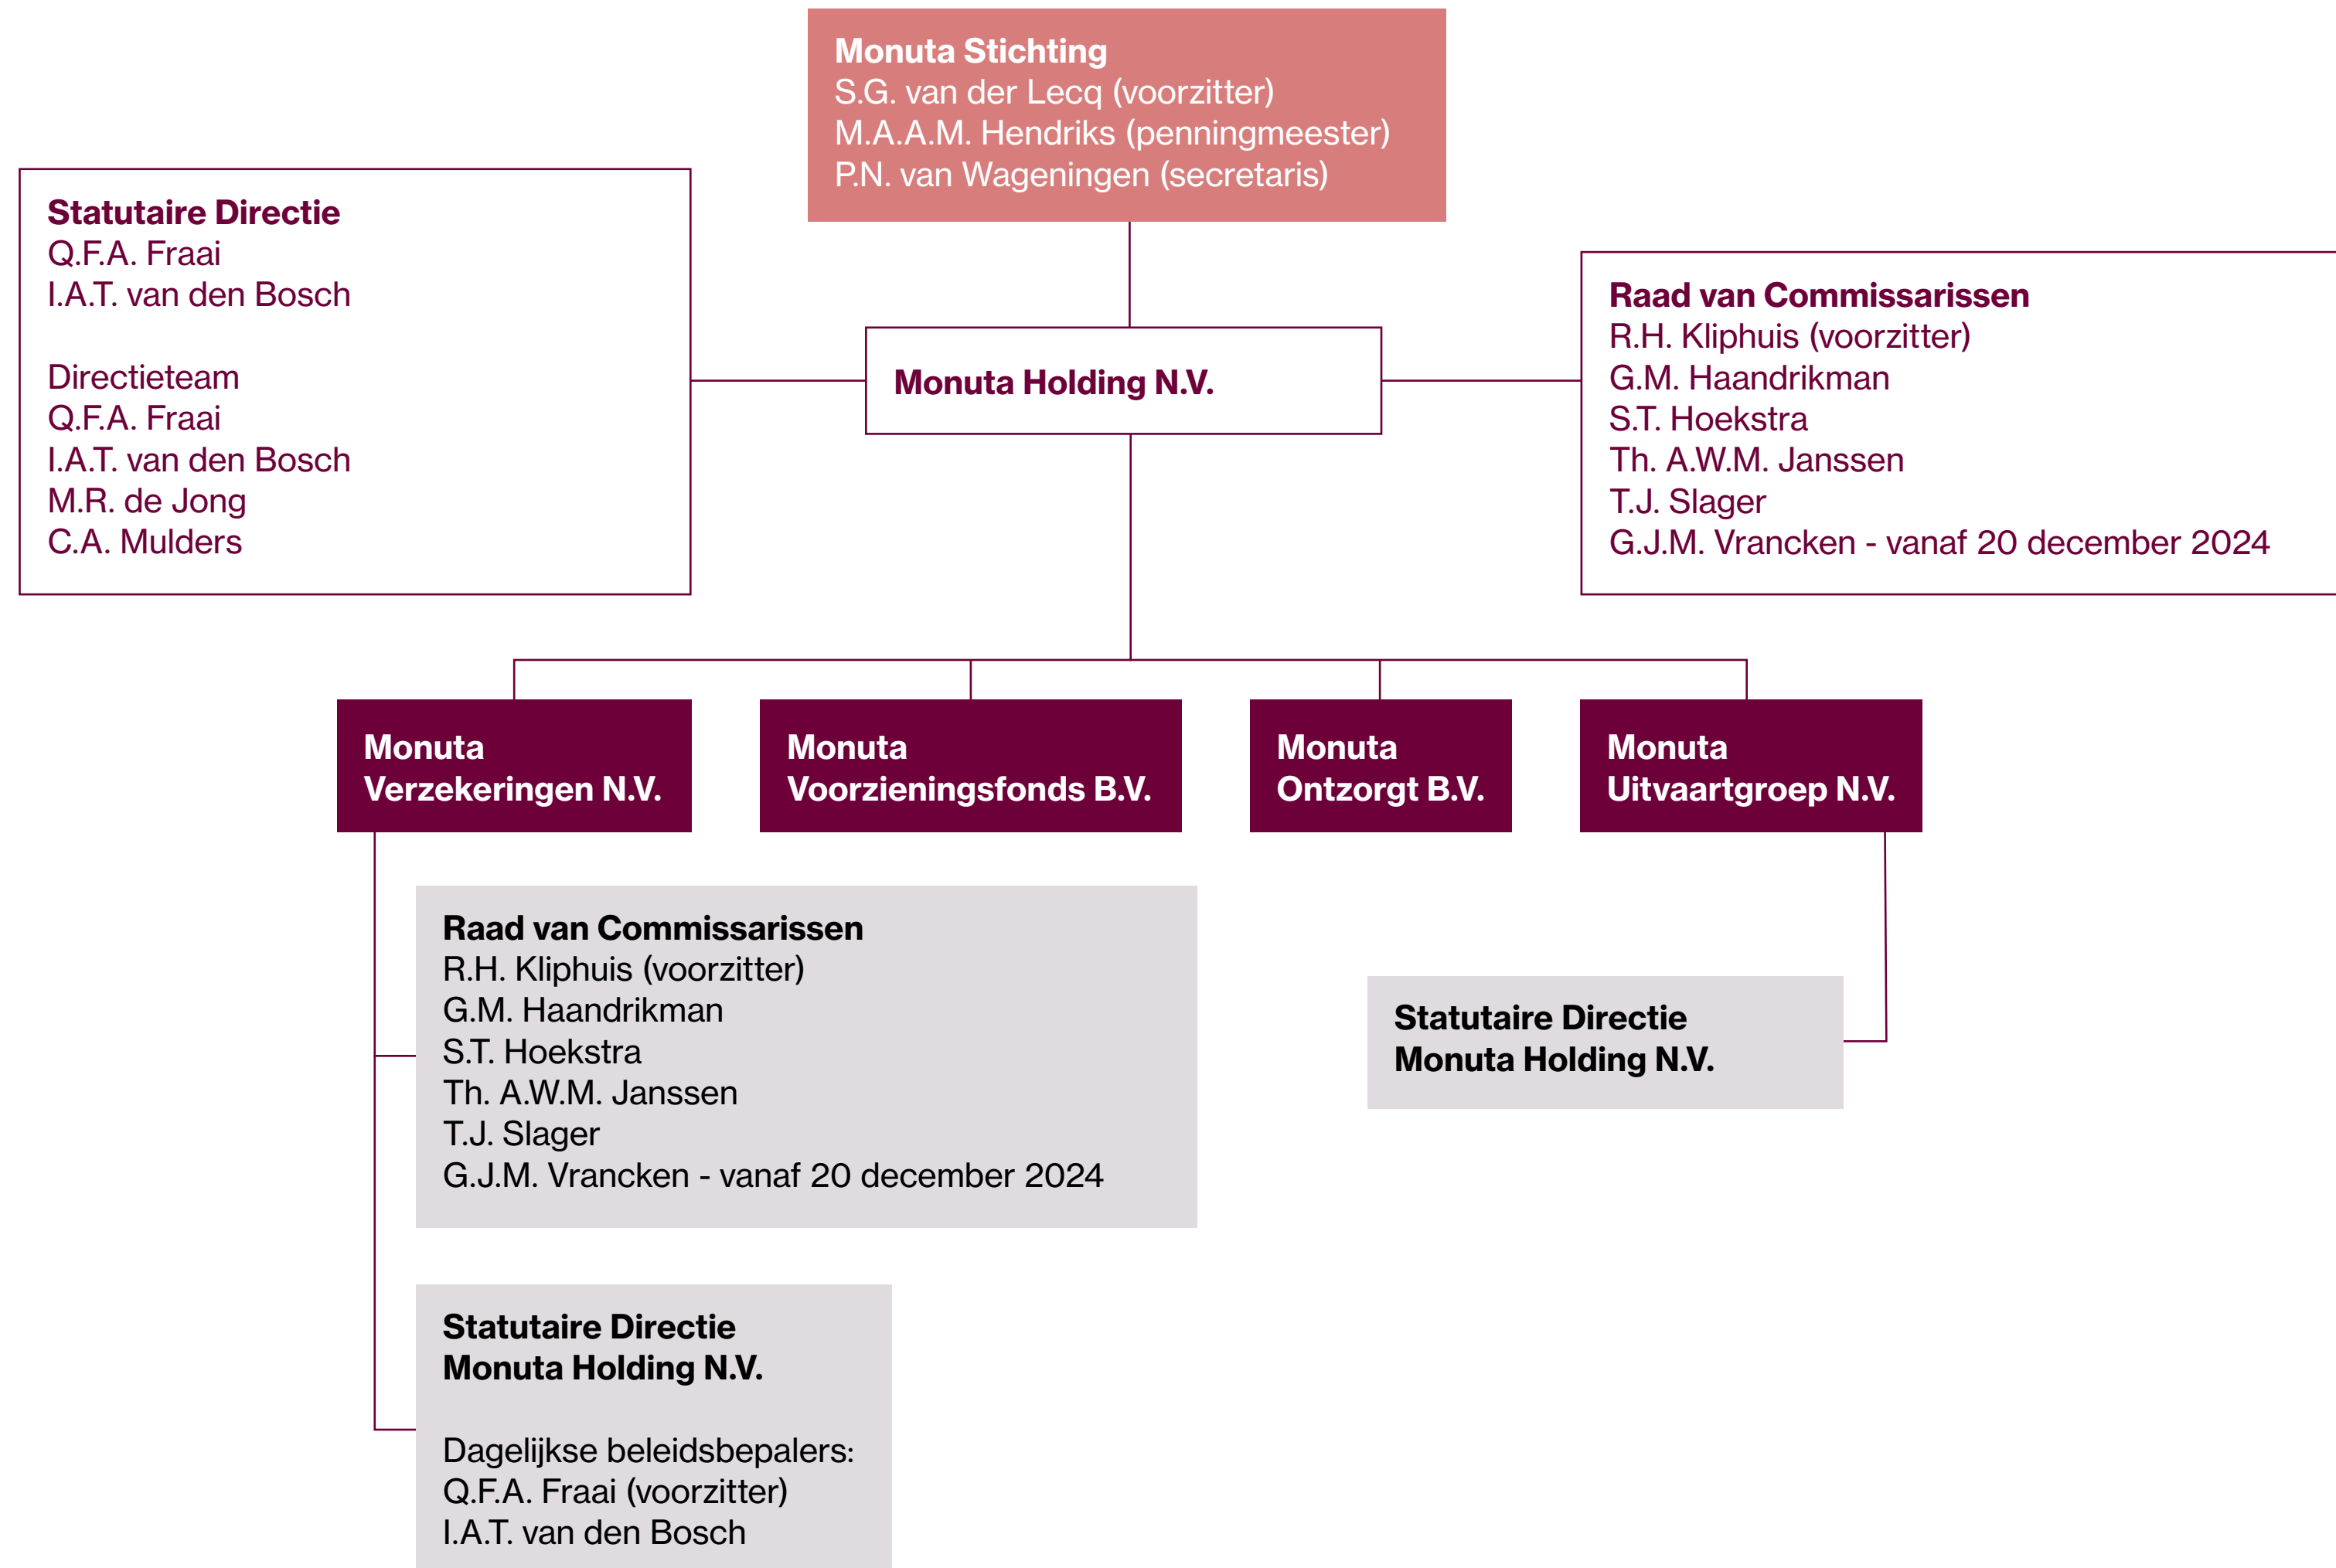 Monuta Stichting
S.G. van der Lecq (voorzitter)
M.A.A.M. Hendriks (penningmeester)
P.N. van Wageningen (secretaris)
Statutaire Directie
Q.F.A. Fraai
I.A.T. van den Bosch
Directieteam
Q.F.A. Fraai
I.A.T. van den Bosch
M.R. de Jong
C.A. Mulders
Monuta Holding N.V.
Raad van Commissarissen
R.H. Kliphuis (voorzitter)
G.M. Haandrikman
S.T. Hoekstra
Th. A.W.M. Janssen
T.J. Slager
G.J.M. Vrancken - vanaf 20 december 2024
Monuta
Verzekeringen N.V.
Monuta
Voorzieningsfonds B.V.
Monuta
Ontzorgt B.V.
Monuta
Uitvaartgroep N.V.
Raad van Commissarissen
R.H. Kliphuis (voorzitter)
G.M. Haandrikman
S.T. Hoekstra
Th. A.W.M. Janssen
T.J. Slager
G.J.M. Vrancken - vanaf 20 december 2024
Statutaire Directie
Monuta Holding N.V.
Statutaire Directie
Monuta Holding N.V.
Dagelijkse beleidsbepalers:
Q.F.A. Fraai (voorzitter)
I.A.T. van den Bosch